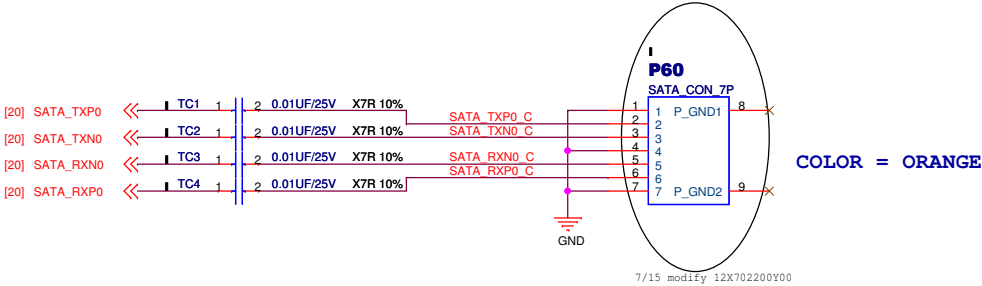 P60
SATA_CON_7P
[20] SATA_TXP0 TC1 1 2 0.01UF/25V X7R 10% SATA_TXP0_C 1 1 P_GND1 8
2 2
[20] SATA_TXN0 TC2 1 2 0.01UF/25V X7R 10% SATA_TXN0_C 3 3
4 4
[20] SATA_RXN0 TC3 1 2 0.01UF/25V X7R 10% SATA_RXN0_C 5 5
COLOR = ORANGE
SATA_RXP0_C 6 6
[20] SATA_RXP0 TC4 1 2 0.01UF/25V X7R 10% 7 7 P_GND2 9
GND
7/15 modify 12X702200Y00